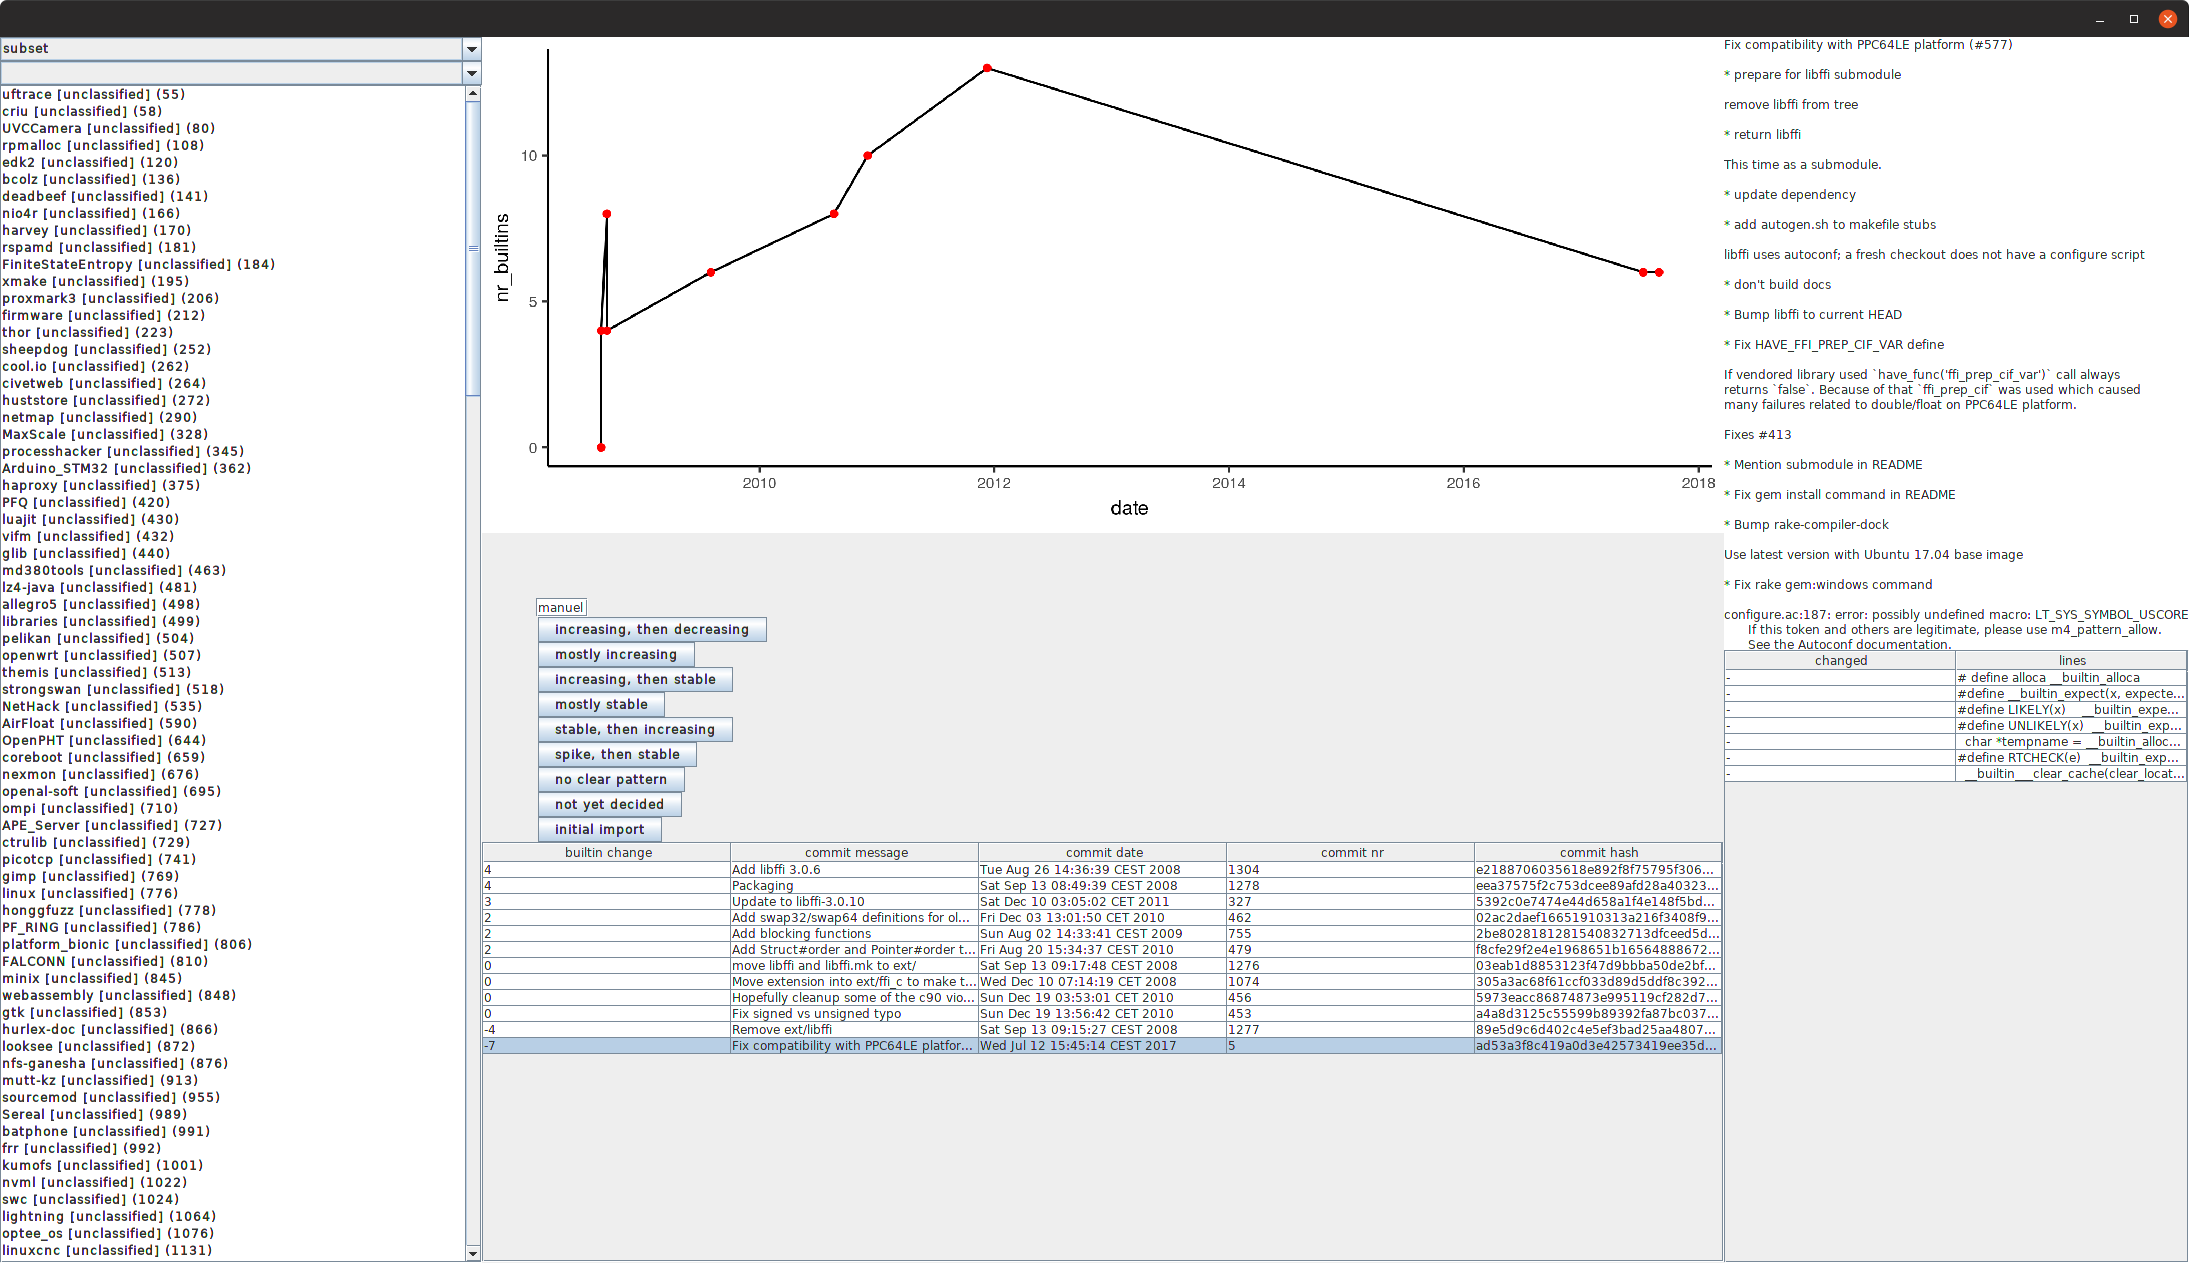 subset
uftrace [unclassified] (55)
criu [unclassified] (58)
UVCCamera [unclassified] (80)
rpmalloc [unclassified] (108)
edk2 [unclassified] (120)
bcolz [unclassified] (136)
deadbeef [unclassified] (141)
nio4r [unclassified] (166)
harvey [unclassified] (170)
rspamd [unclassified] (181)
FiniteStateEntropy [unclassified] (184)
xmake [unclassified] (195)
proxmark3 [unclassified] (206)
firmware [unclassified] (212)
thor [unclassified] (223)
sheepdog [unclassified] (252)
cool.io [unclassified] (262)
civetweb [unclassified] (264)
huststore [unclassified] (272)
netmap [unclassified] (290)
MaxScale [unclassified] (328)
processhacker [unclassified] (345)
Arduino_STM32 [unclassified] (362)
haproxy [unclassified] (375)
PFQ [unclassified] (420)
luajit [unclassified] (430)
vifm [unclassified] (432)
glib [unclassified] (440)
md380tools [unclassified] (463)
lz4-java [unclassified] (481)
allegro5 [unclassified] (498)
libraries [unclassified] (499)
pelikan [unclassified] (504)
openwrt [unclassified] (507)
themis [unclassified] (513)
strongswan [unclassified] (518)
NetHack [unclassified] (535)
AirFloat [unclassified] (590)
OpenPHT [unclassified] (644)
coreboot [unclassified] (659)
nexmon [unclassified] (676)
openal-soft [unclassified] (695)
ompi [unclassified] (710)
APE_Server [unclassified] (727)
ctrulib [unclassified] (729)
picotcp [unclassified] (741)
gimp [unclassified] (769)
linux [unclassified] (776)
honggfuzz [unclassified] (778)
PF_RING [unclassified] (786)
platform_bionic [unclassified] (806)
FALCONN [unclassified] (810)
minix [unclassified] (845)
webassembly [unclassified] (848)
gtk [unclassified] (853)
hurlex-doc [unclassified] (866)
looksee [unclassified] (872)
nfs-ganesha [unclassified] (876)
mutt-kz [unclassified] (913)
sourcemod [unclassified] (955)
Sereal [unclassified] (989)
batphone [unclassified] (991)
frr [unclassified] (992)
kumofs [unclassified] (1001)
nvml [unclassified] (1022)
swc [unclassified] (1024)
lightning [unclassified] (1064)
optee_os [unclassified] (1076)
linuxcnc [unclassified] (1131)
nr_builtins
10
5
0
2010 2012 2014 2016 2018
date
manuel
increasing, then decreasing
mostly increasing
increasing, then stable
mostly stable
stable, then increasing
spike, then stable
no clear pattern
not yet decided
initial import
builtin change commit message commit date commit nr commit hash
4 Add libffi 3.0.6 Tue Aug 26 14:36:39 CEST 2008 1304 e2188706035618e892f8f75795f306...
4 Packaging Sat Sep 13 08:49:39 CEST 2008 1278 eea37575f2c753dcee89afd28a40323...
3 Update to libffi-3.0.10 Sat Dec 10 03:05:02 CET 2011 327 5392c0e7474e44d658a1f4e148f5bd...
2 Add swap32/swap64 definitions for ol... Fri Dec 03 13:01:50 CET 2010 462 02ac2daef16651910313a216f3408f9...
2 Add blocking functions Sun Aug 02 14:33:41 CEST 2009 755 2be8028181281540832713dfceed5d...
2 Add Struct#order and Pointer#order t... Fri Aug 20 15:34:37 CEST 2010 479 f8cfe29f2e4e1968651b16564888672...
0 move libffi and libffi.mk to ext/ Sat Sep 13 09:17:48 CEST 2008 1276 03eab1d8853123f47d9bbba50de2bf...
0 Move extension into ext/ffi_c to make t... Wed Dec 10 07:14:19 CET 2008 1074 305a3ac68f61ccf033d89d5ddf8c392...
0 Hopefully cleanup some of the c90 vio... Sun Dec 19 03:53:01 CET 2010 456 5973eacc86874873e995119cf282d7...
0 Fix signed vs unsigned typo Sun Dec 19 13:56:42 CET 2010 453 a4a8d3125c55599b89392fa87bc037...
-4 Remove ext/libffi Sat Sep 13 09:15:27 CEST 2008 1277 89e5d9c6d402c4e5ef3bad25aa4807...
-7 Fix compatibility with PPC64LE platfor... Wed Jul 12 15:45:14 CEST 2017 5 ad53a3f8c419a0d3e42573419ee35d...
Fix compatibility with PPC64LE platform (#577)
* prepare for libffi submodule
remove libffi from tree
* return libffi
This time as a submodule.
* update dependency
* add autogen.sh to makefile stubs
libffi uses autoconf; a fresh checkout does not have a configure script
* don't build docs
* Bump libffi to current HEAD
* Fix HAVE_FFI_PREP_CIF_VAR define
If vendored library used `have_func('ffi_prep_cif_var')` call always
returns `false`. Because of that `ffi_prep_cif` was used which caused
many failures related to double/float on PPC64LE platform.
Fixes #413
* Mention submodule in README
* Fix gem install command in README
* Bump rake-compiler-dock
Use latest version with Ubuntu 17.04 base image
* Fix rake gem:windows command
configure.ac:187: error: possibly undefined macro: LT_SYS_SYMBOL_USCORE
If this token and others are legitimate, please use m4_pattern_allow.
See the Autoconf documentation.
changed lines
- # define alloca __builtin_alloca
- #define __builtin_expect(x, expecte...
- #define LIKELY(x) __builtin_expe...
- #define UNLIKELY(x) __builtin_exp...
- char *tempname = __builtin_alloc...
- #define RTCHECK(e) __builtin_exp...
- __builtin___clear_cache(clear_locat...